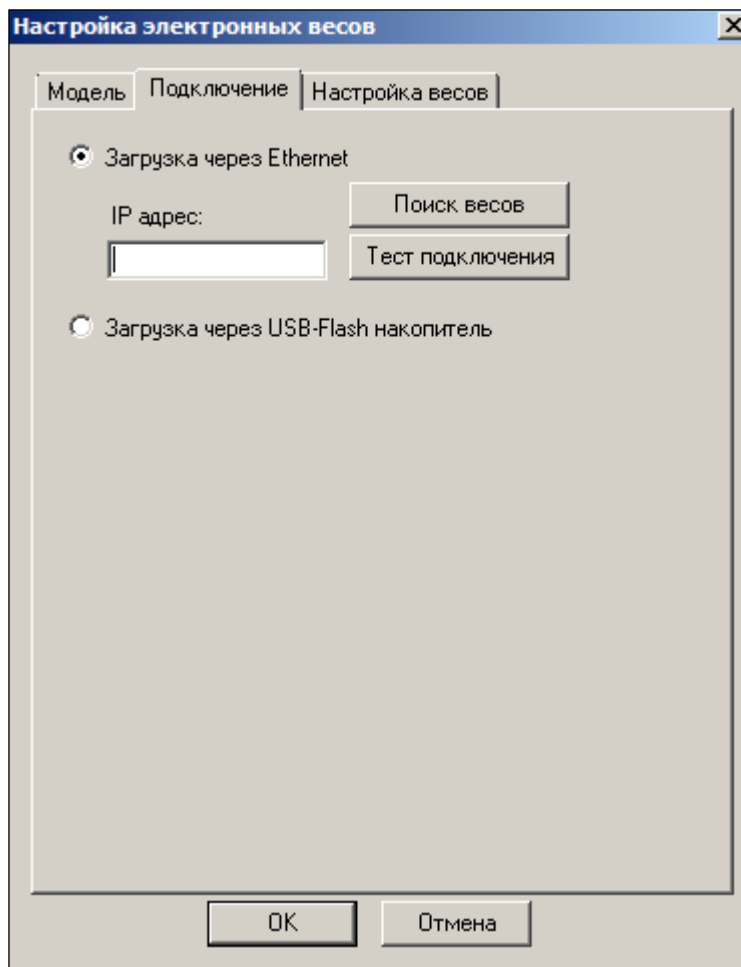 Настройка электронных весов
Модель Подключение Настройка весов
Загрузка через Ethernet
IP адрес:
Поиск весов
Тест подключения
Загрузка через USB-Flash накопитель
OK Отмена